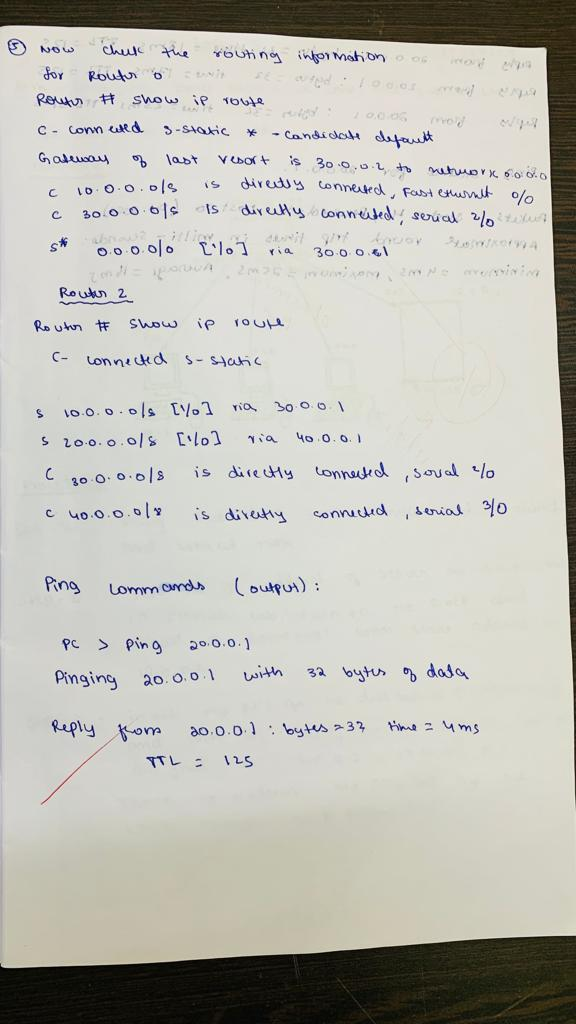 ⑤ Now check the routing information
for Router 0
Router # show ip route
C - connected S-static * - candidate default
Gateway of last resort is 30.0.0.2 to network 0.0.0.0
C 10.0.0.0/8 is directly connected, Fast ethernet 0/0
C 30.0.0.0/8 is directly connected, serial 2/0
S* 0.0.0.0/0 [1/0] via 30.0.0.1
Router 2
Router # show ip route
C- connected S-static
S 10.0.0.0/8 [1/0] via 30.0.0.1
S 20.0.0.0/8 [1/0] via 40.0.0.1
C 30.0.0.0/8 is directly connected, serial 2/0
C 40.0.0.0/8 is directly connected, serial 3/0
Ping commands (output):
PC > Ping 20.0.0.1
Pinging 20.0.0.1 with 32 bytes of data
Reply from 20.0.0.1: bytes=32 time = 4ms
TTL = 125